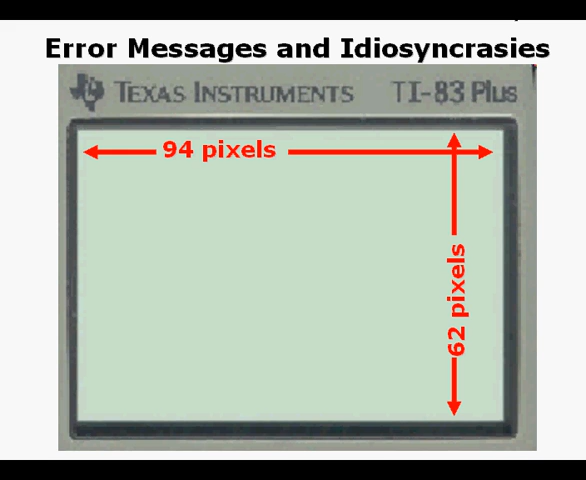 Error Messages and Idiosyncrasies
TEXAS INSTRUMENTS TI-83 Plus
94 pixels
62 pixels